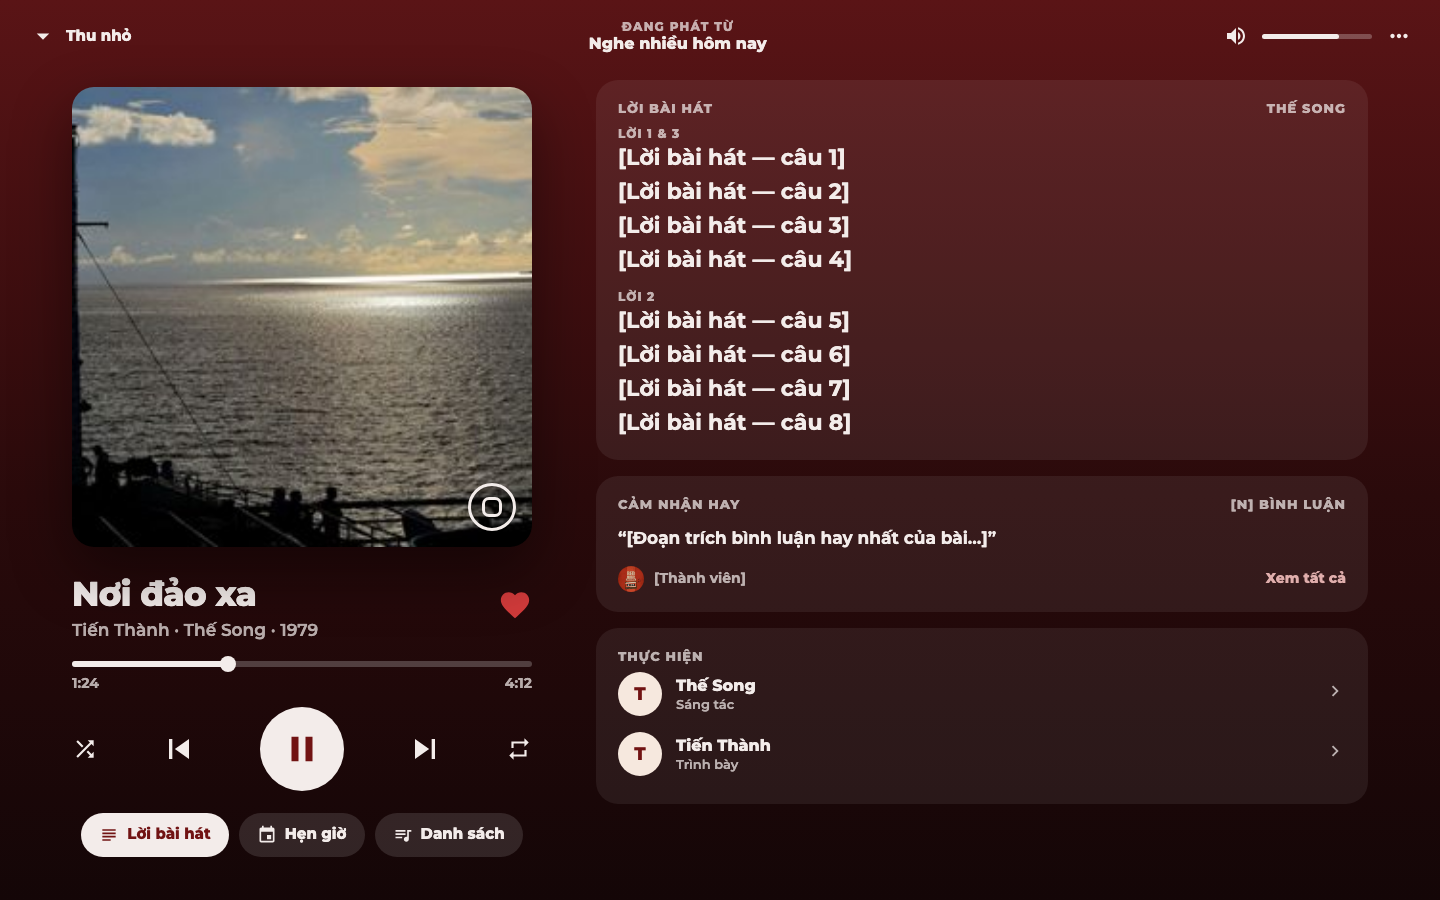 Thu nhỏ
ĐANG PHÁT TỪ
Nghe nhiều hôm nay
Nơi đảo xa
Tiến Thành · Thế Song · 1979
1:24 4:12
Lời bài hát Hẹn giờ Danh sách
LỜI BÀI HÁT THẾ SONG
LỜI 1 & 3
[Lời bài hát — câu 1]
[Lời bài hát — câu 2]
[Lời bài hát — câu 3]
[Lời bài hát — câu 4]
LỜI 2
[Lời bài hát — câu 5]
[Lời bài hát — câu 6]
[Lời bài hát — câu 7]
[Lời bài hát — câu 8]
CẢM NHẬN HAY [N] BÌNH LUẬN
“[Đoạn trích bình luận hay nhất của bài...]”
[Thành viên] Xem tất cả
THỰC HIỆN
T Thế Song
Sáng tác
T Tiến Thành
Trình bày